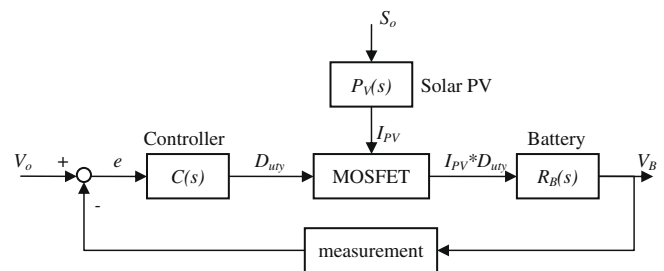 S_o
P_V(s)
Solar PV
I_PV
Controller
Battery
V_o
+
e
C(s)
D_uty
MOSFET
I_PV*D_uty
R_B(s)
V_B
-
measurement